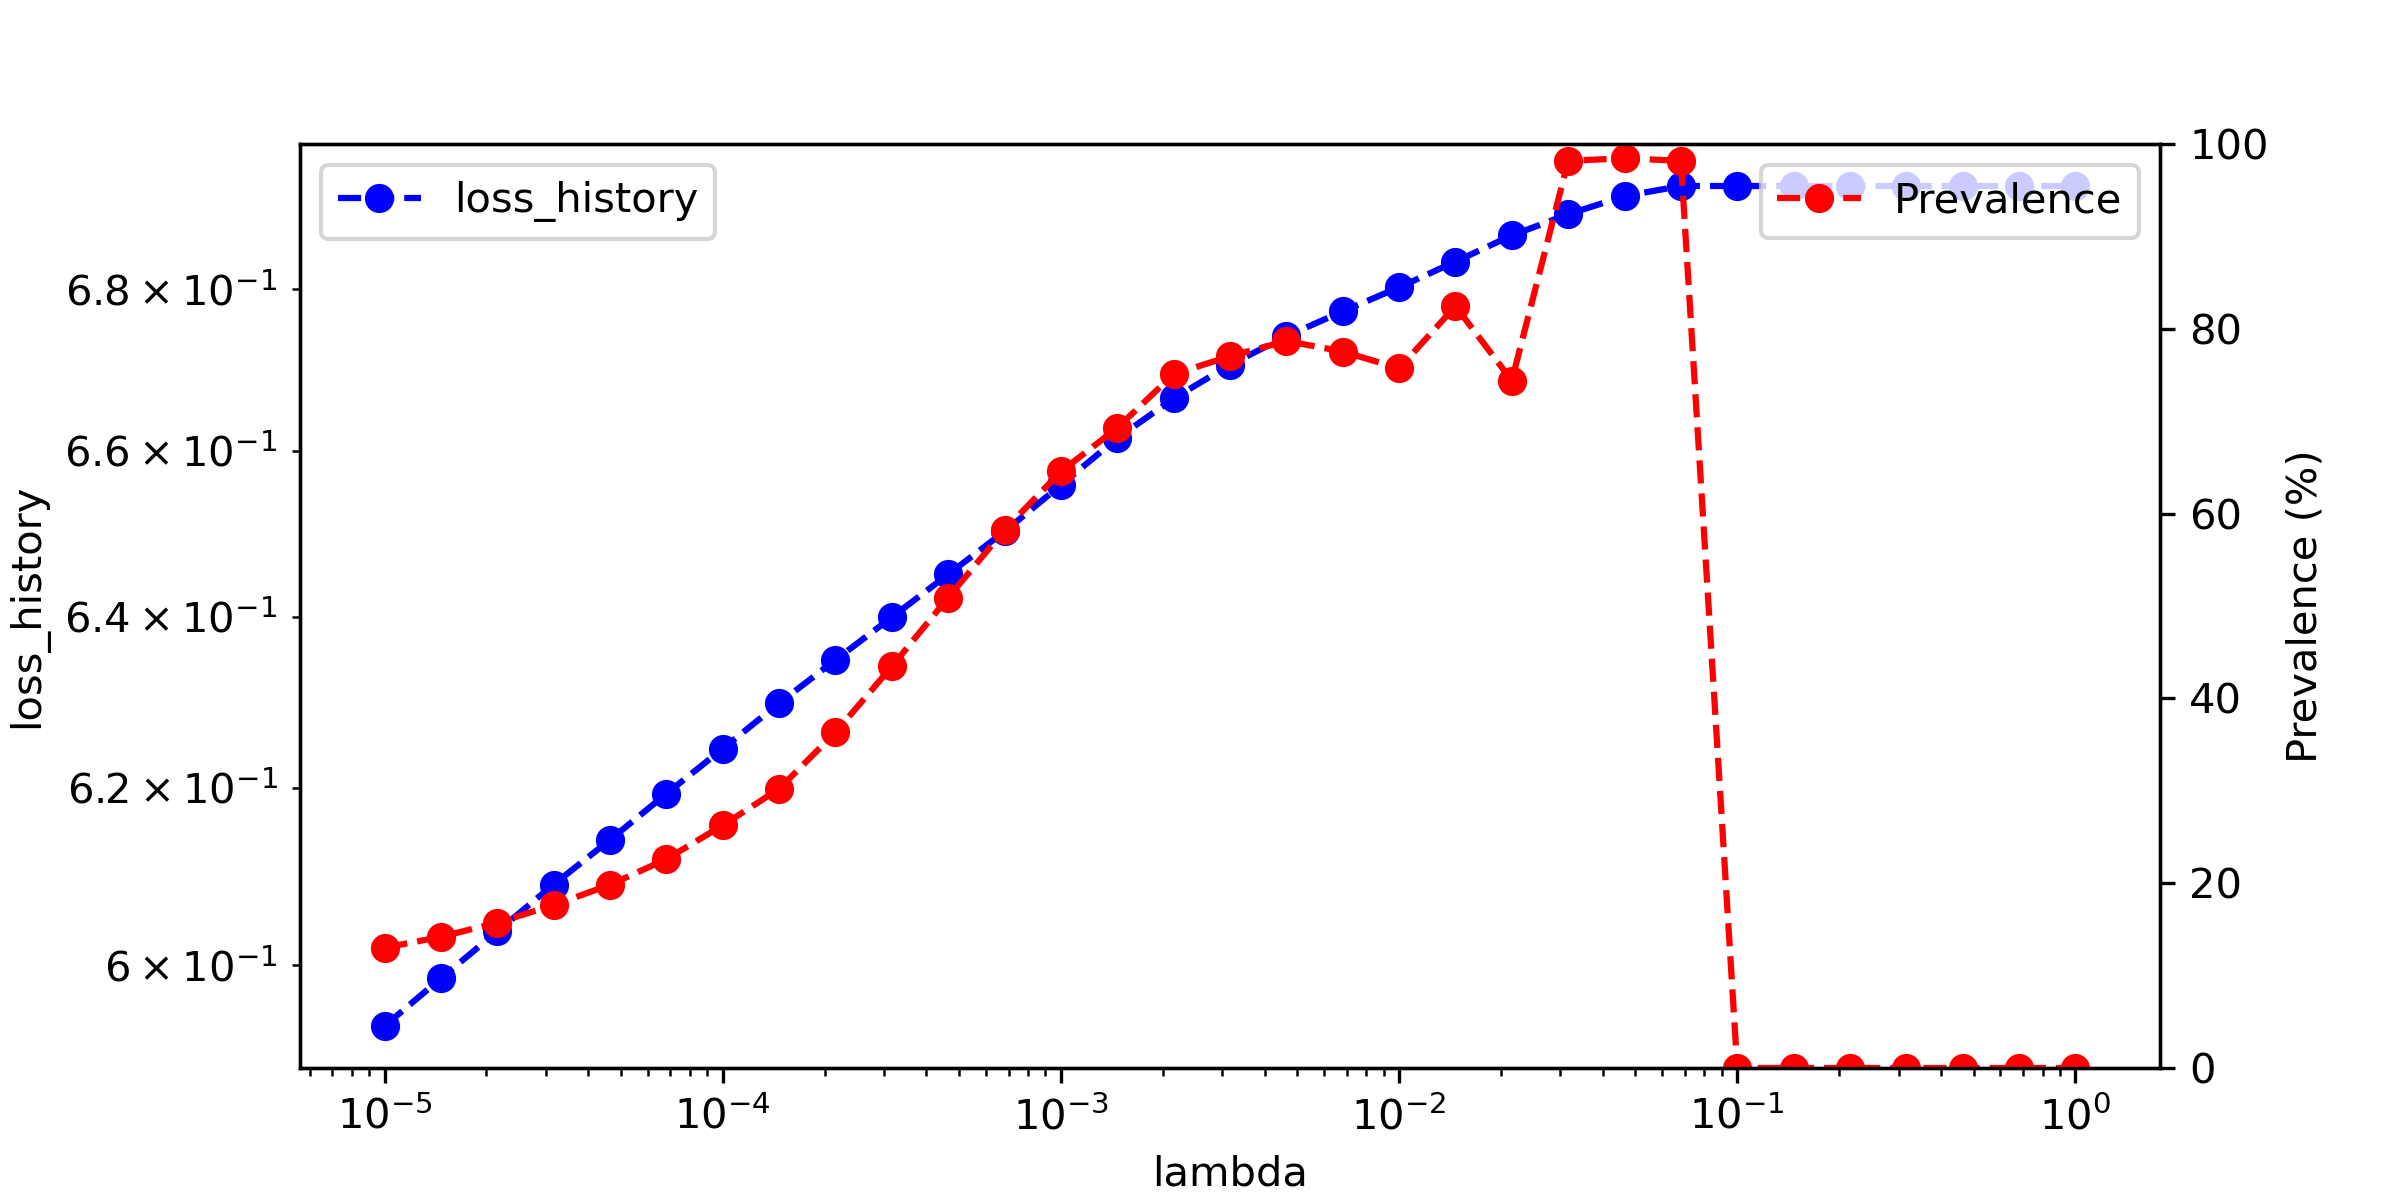 loss_history
Prevalence
6.8 × 10⁻¹
6.6 × 10⁻¹
6.4 × 10⁻¹
6.2 × 10⁻¹
6 × 10⁻¹
loss_history
100
80
60
40
20
0
Prevalence (%)
10⁻⁵ 10⁻⁴ 10⁻³ 10⁻² 10⁻¹ 10⁰
lambda